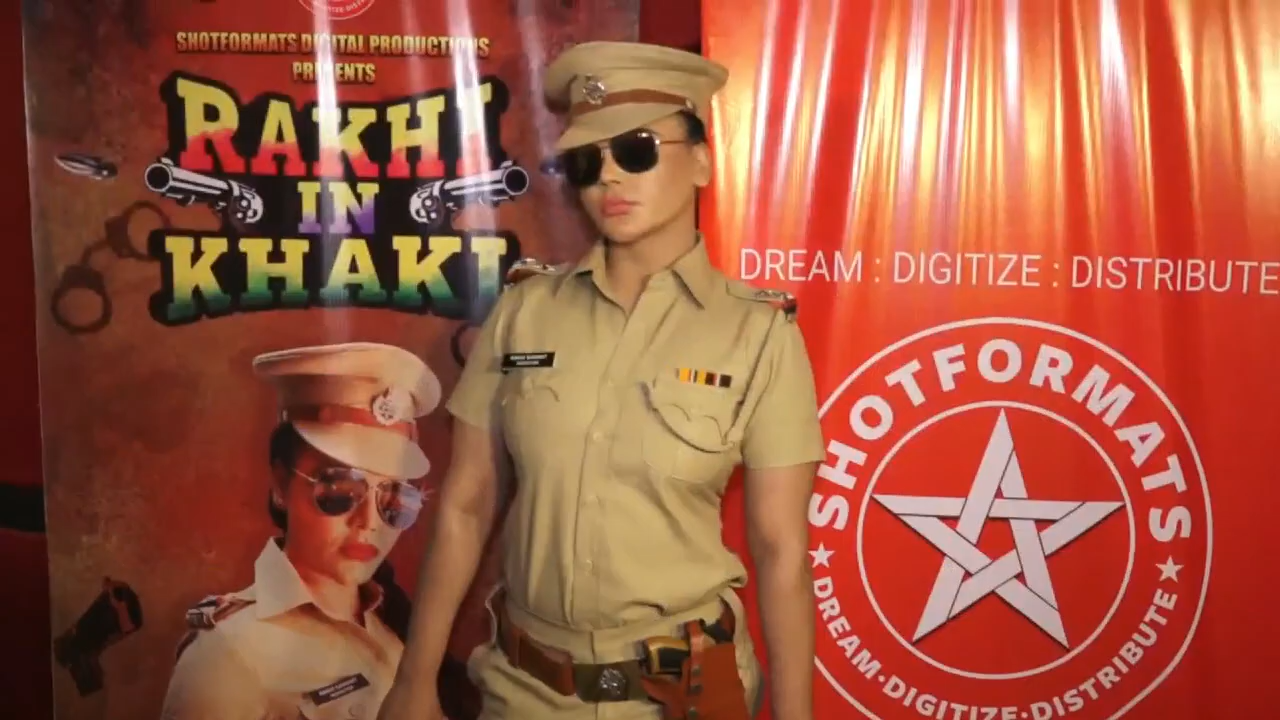 SHOTFORMATS DIGITAL PRODUCTIONS
PRESENTS
RAKHI
IN
KHAKI
DREAM : DIGITIZE : DISTRIBUTE
SHOTFORMATS
DREAM·DIGITIZE·DISTRIBUTE